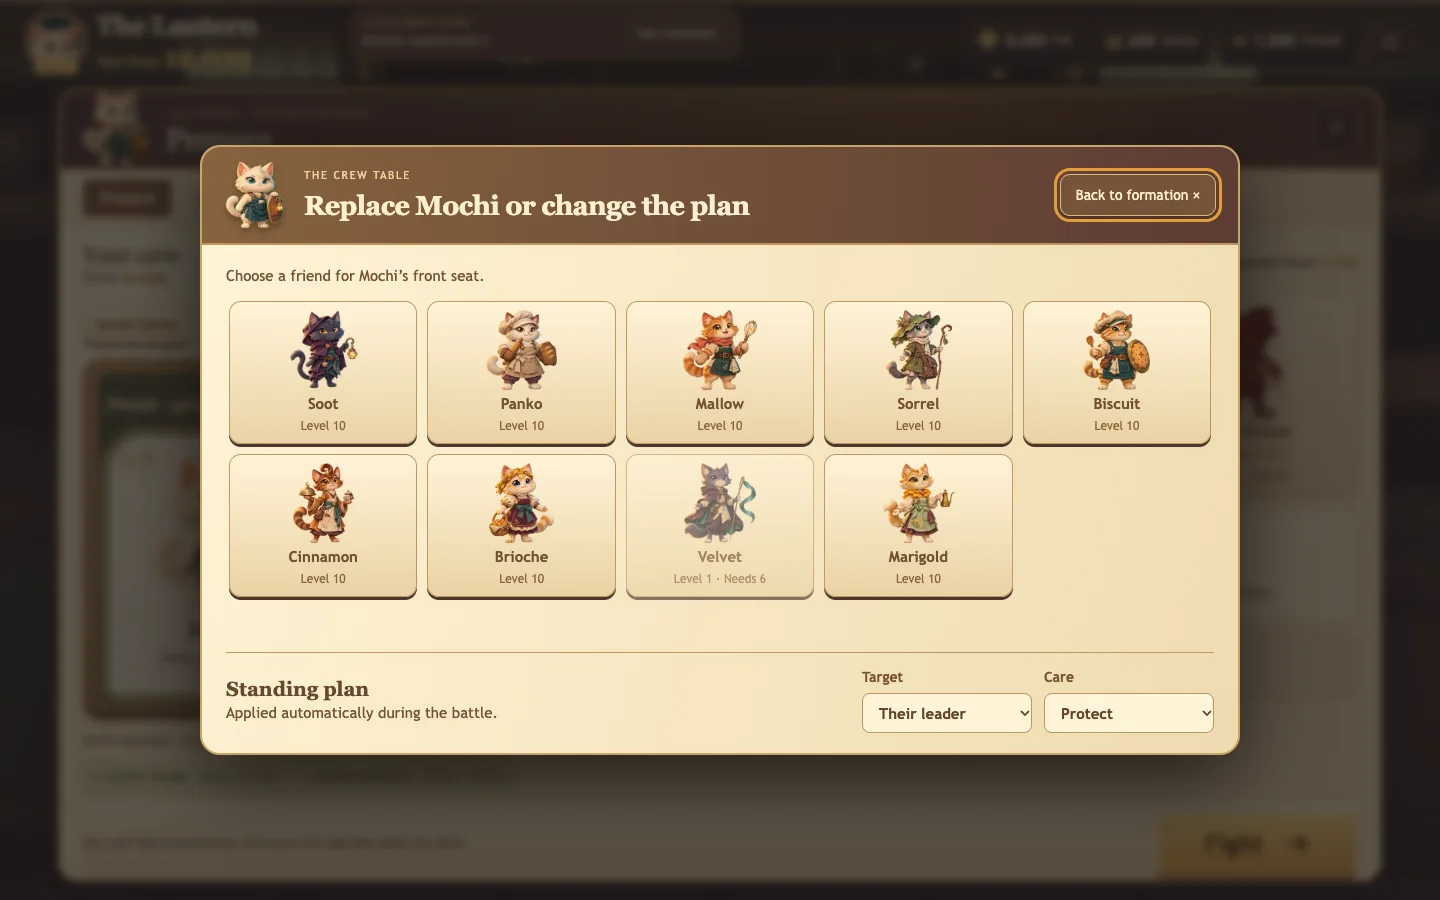 The Lantern
THE CREW TABLE
Replace Mochi or change the plan
Back to formation ×
Choose a friend for Mochi’s front seat.
Soot
Level 10
Panko
Level 10
Mallow
Level 10
Sorrel
Level 10
Biscuit
Level 10
Cinnamon
Level 10
Brioche
Level 10
Velvet
Level 1 · Needs 6
Marigold
Level 10
Standing plan
Applied automatically during the battle.
Target
Their leader
Care
Protect
Fight →